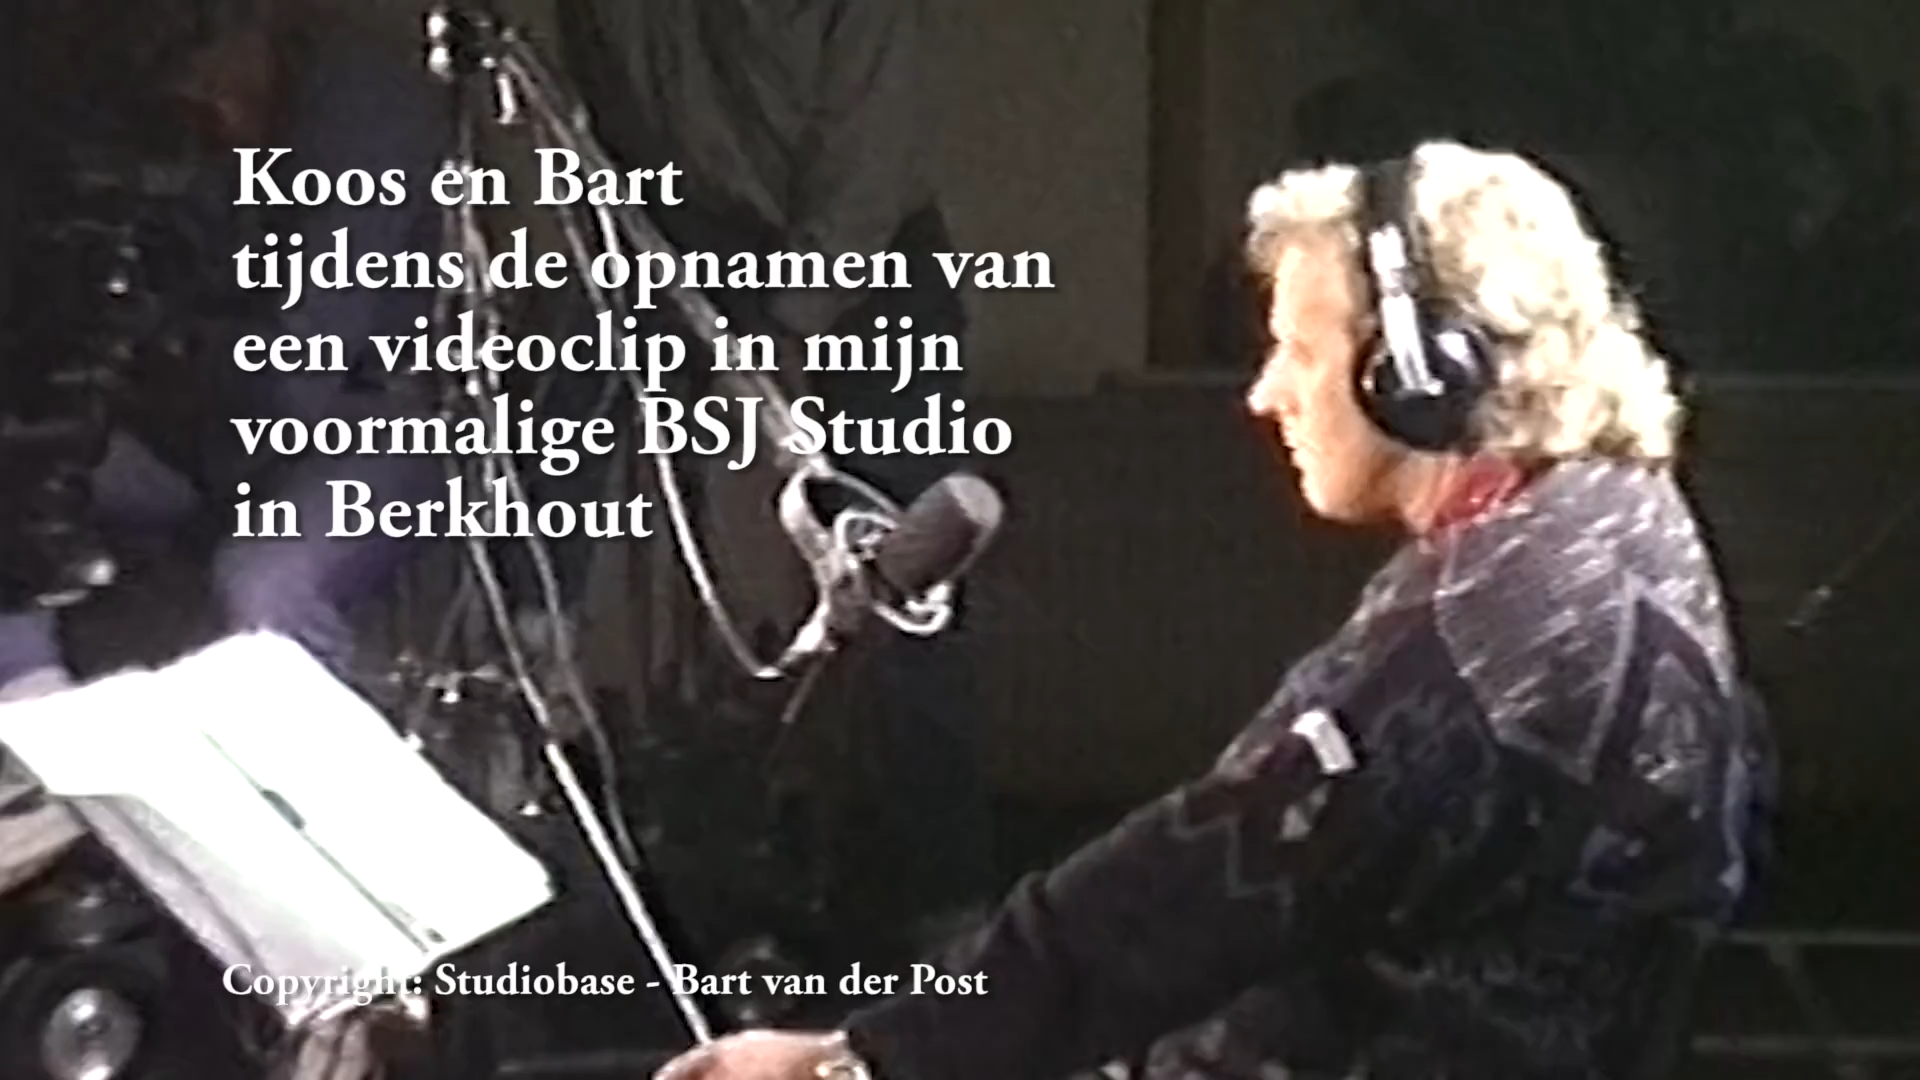 Koos en Bart
tijdens de opnamen van
een videoclip in mijn
voormalige BSJ Studio
in Berkhout
Copyright: Studiobase - Bart van der Post